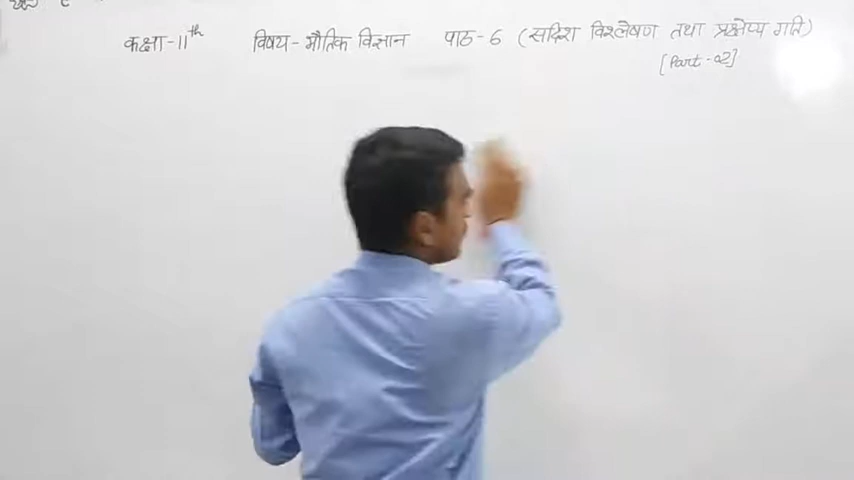 कक्षा-11th विषय-भौतिक विज्ञान पाठ-6 (सदिश विश्लेषण तथा प्रक्षेप्य गति)
[Part-02]